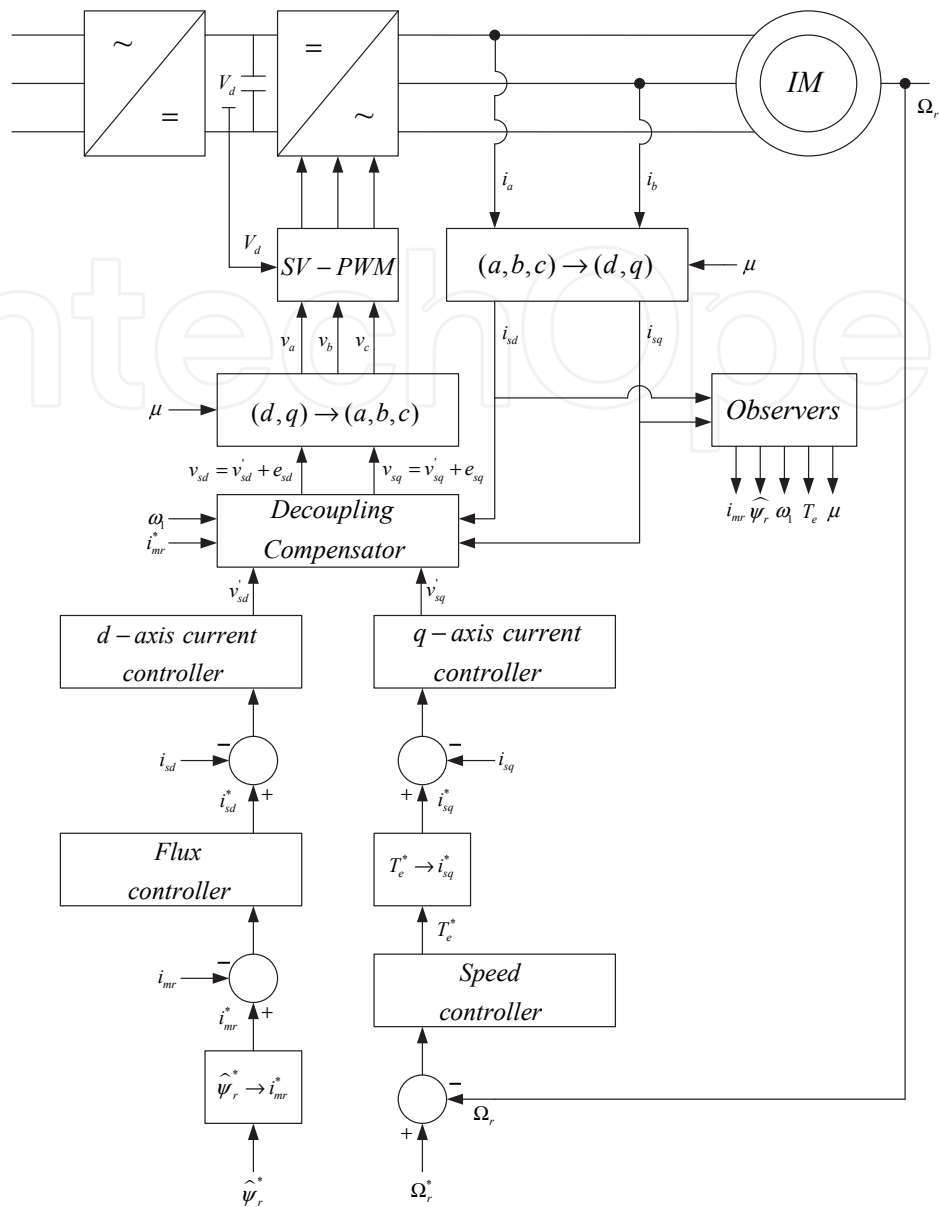 ~
=
V_d
=
~
IM
Ω_r
i_a
i_b
V_d
SV – PWM
(a,b,c) → (d,q)
μ
ntechOpe
v_a
v_b
v_c
i_sd
i_sq
μ
(d,q) → (a,b,c)
Observers
v_sd = v'_sd + e_sd
v_sq = v'_sq + e_sq
i_mr
ψ̂_r
ω_1
T_e
μ
ω_1
i*_mr
Decoupling
Compensator
v'_sd
v'_sq
d – axis current
controller
q – axis current
controller
–
i_sd
+
i*_sd
–
i_sq
+
i*_sq
Flux
controller
T*_e → i*_sq
T*_e
–
i_mr
+
i*_mr
Speed
controller
ψ̂*_r → i*_mr
–
Ω_r
+
ψ̂*_r
Ω*_r